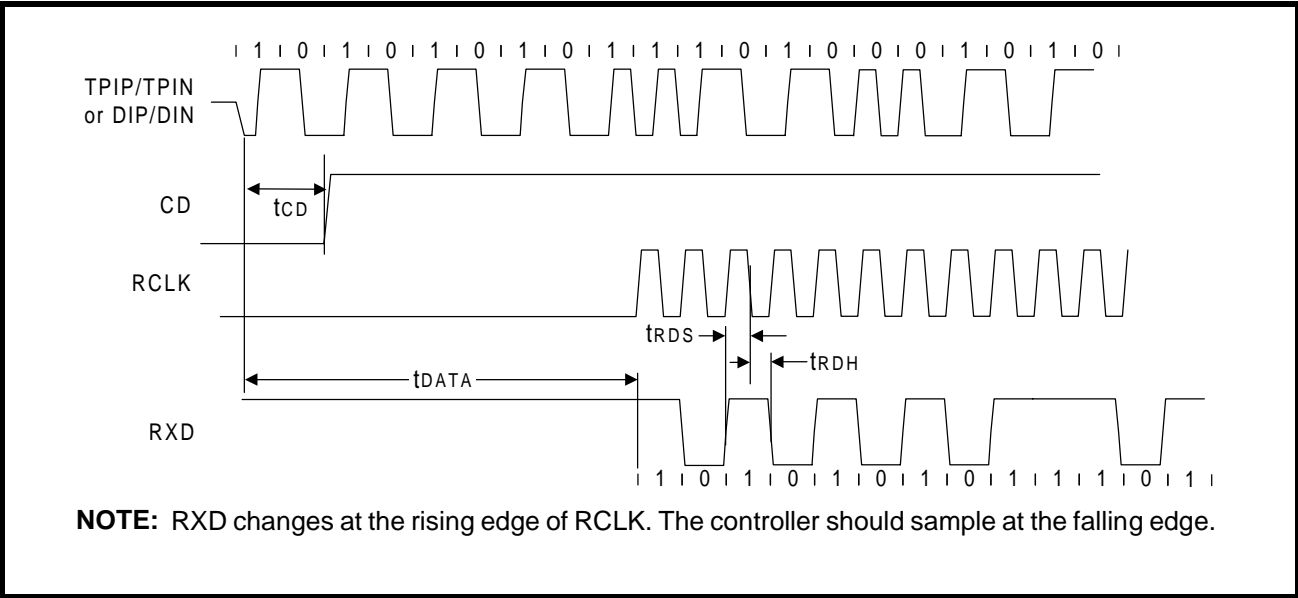 1 0 1 0 1 0 1 0 1 1 1 0 1 0 0 0 1 0 1 0
TPIP/TPIN
or DIP/DIN
CD
tCD
RCLK
tRDS
tRDH
tDATA
RXD
1 0 1 0 1 0 1 0 1 1 1 0 1
NOTE: RXD changes at the rising edge of RCLK. The controller should sample at the falling edge.